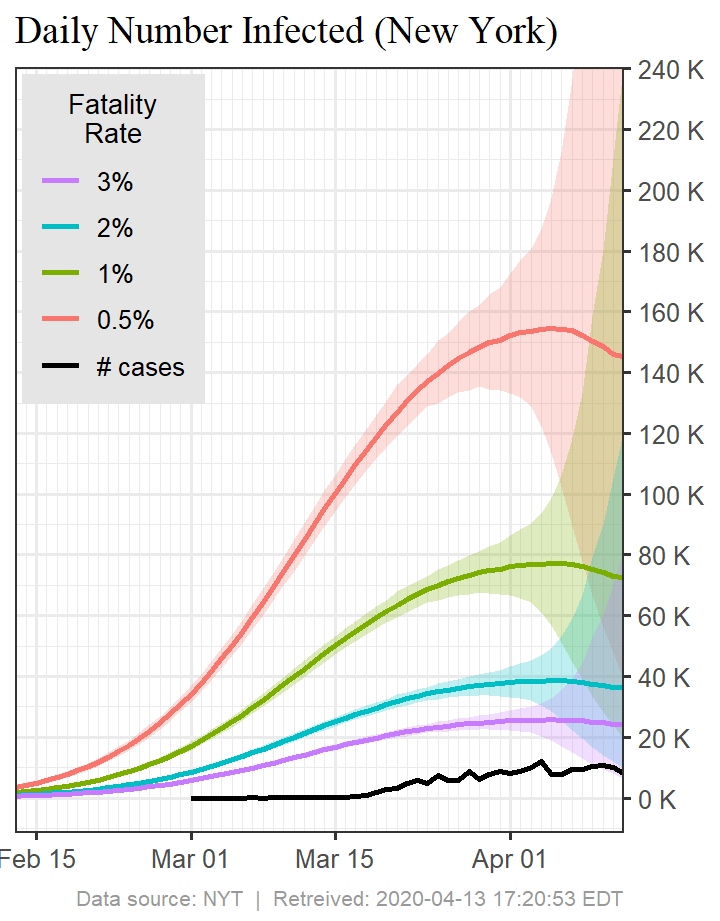 Daily Number Infected (New York)
Fatality
Rate
3%
2%
1%
0.5%
# cases
240 K
220 K
200 K
180 K
160 K
140 K
120 K
100 K
80 K
60 K
40 K
20 K
0 K
Feb 15 Mar 01 Mar 15 Apr 01
Data source: NYT | Retreived: 2020-04-13 17:20:53 EDT